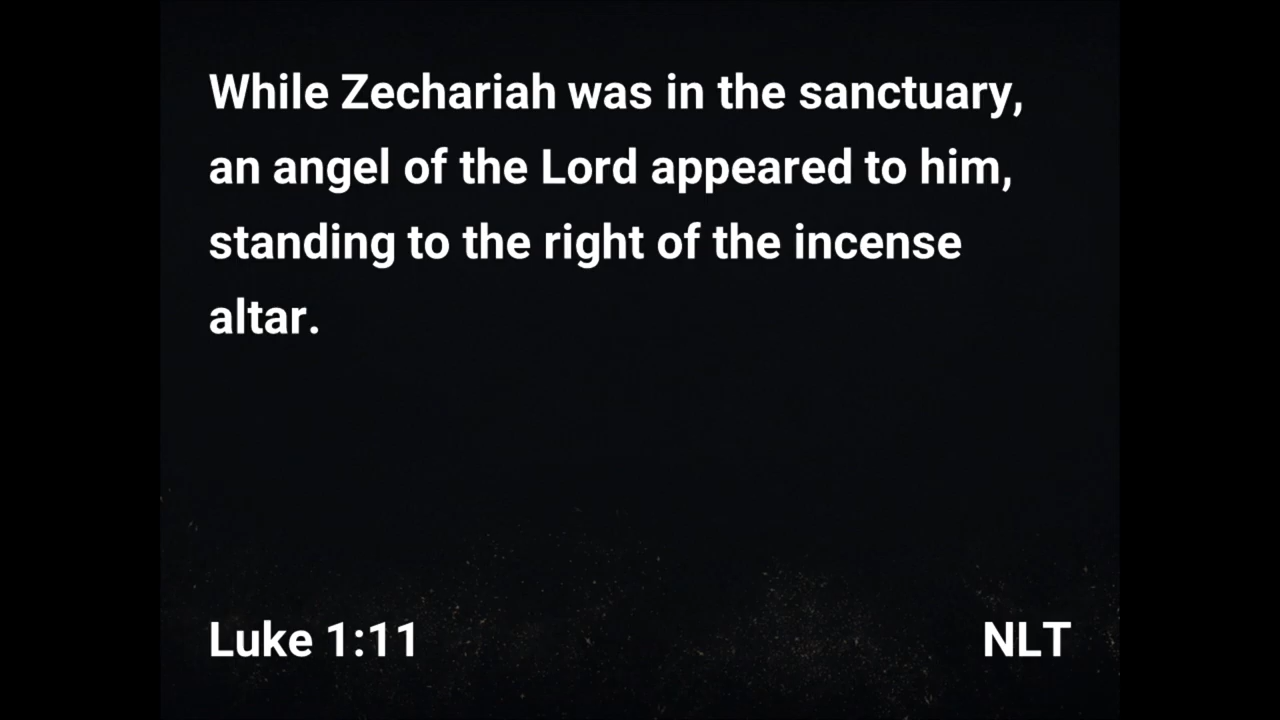 While Zechariah was in the sanctuary,
an angel of the Lord appeared to him,
standing to the right of the incense
altar.
Luke 1:11
NLT